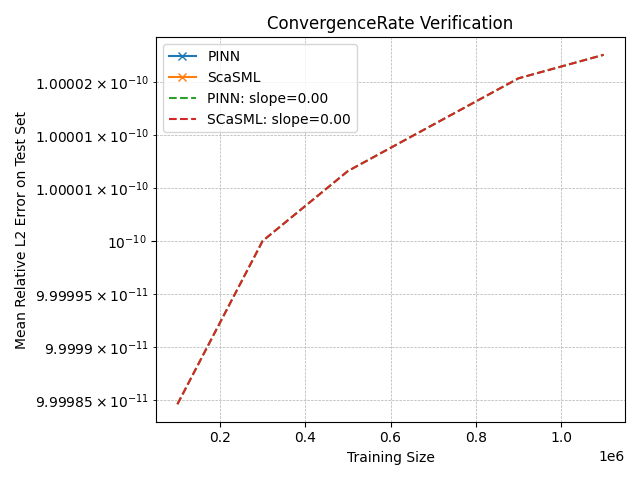 ConvergenceRate Verification
PINN
ScaSML
PINN: slope=0.00
SCaSML: slope=0.00
Mean Relative L2 Error on Test Set
1.00002 × 10⁻¹⁰
1.00001 × 10⁻¹⁰
1.00001 × 10⁻¹⁰
10⁻¹⁰
9.99995 × 10⁻¹¹
9.9999 × 10⁻¹¹
9.99985 × 10⁻¹¹
0.2 0.4 0.6 0.8 1.0
1e6
Training Size